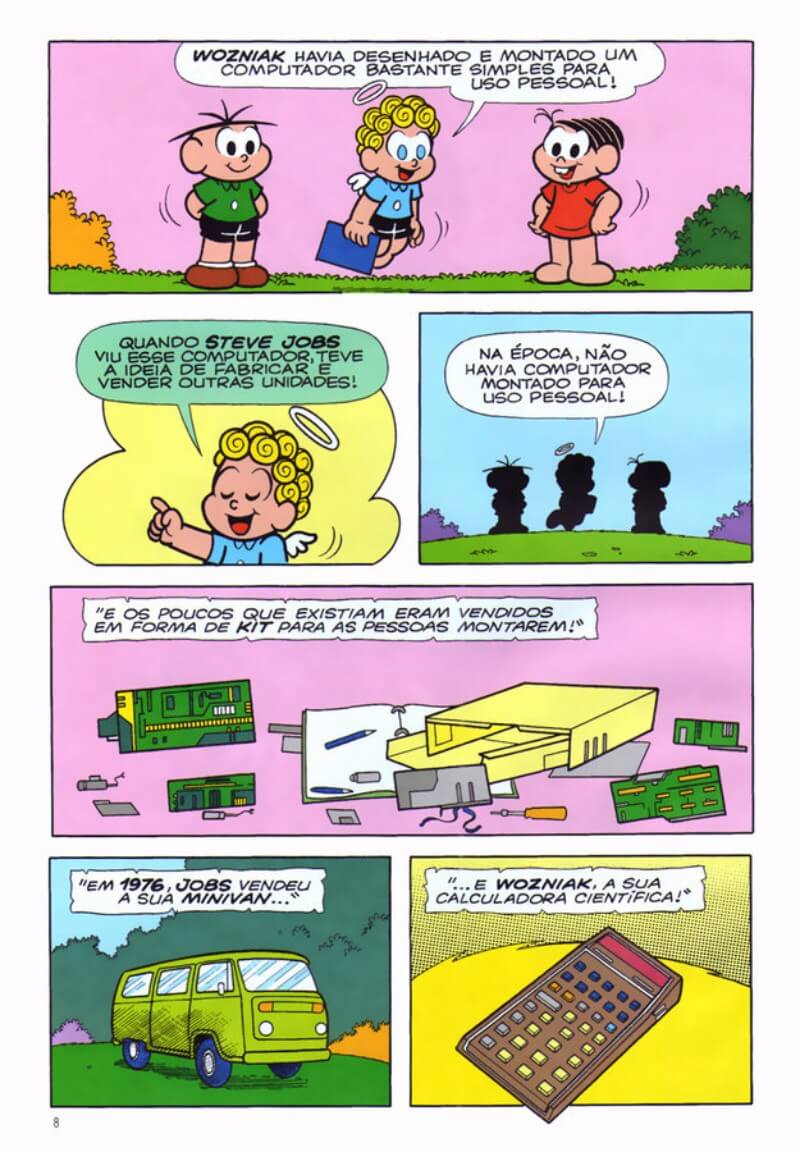 WOZNIAK HAVIA DESENHADO E MONTADO UM
COMPUTADOR BASTANTE SIMPLES PARA
USO PESSOAL!
QUANDO STEVE JOBS
VIU ESSE COMPUTADOR, TEVE
A IDEIA DE FABRICAR E
VENDER OUTRAS UNIDADES!
NA ÉPOCA, NÃO
HAVIA COMPUTADOR
MONTADO PARA
USO PESSOAL!
"E OS POUCOS QUE EXISTIAM ERAM VENDIDOS
EM FORMA DE KIT PARA AS PESSOAS MONTAREM!"
"EM 1976, JOBS VENDEU
A SUA MINIVAN..."
"...E WOZNIAK, A SUA
CALCULADORA CIENTÍFICA!"
8